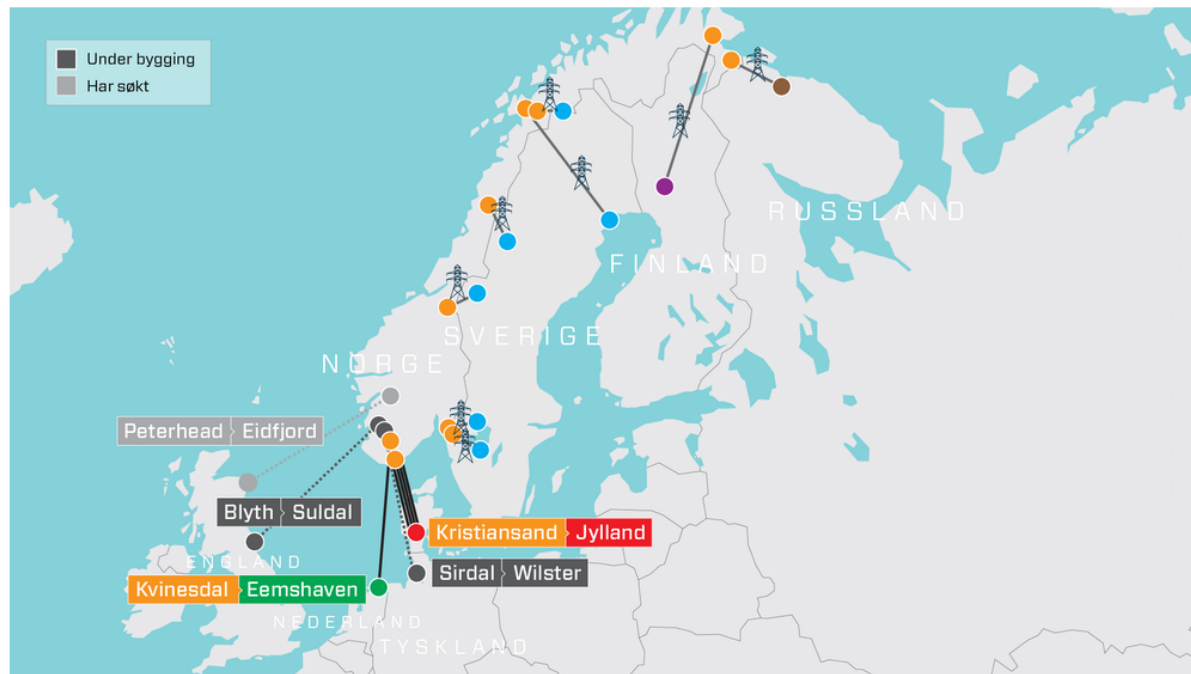 Under bygging
Har søkt
RUSSLAND
FINLAND
SVERIGE
NORGE
Peterhead Eidfjord
Blyth Suldal
Kristiansand Jylland
ENGLAND
Sirdal Wilster
Kvinesdal Eemshaven
NEDERLAND
TYSKLAND